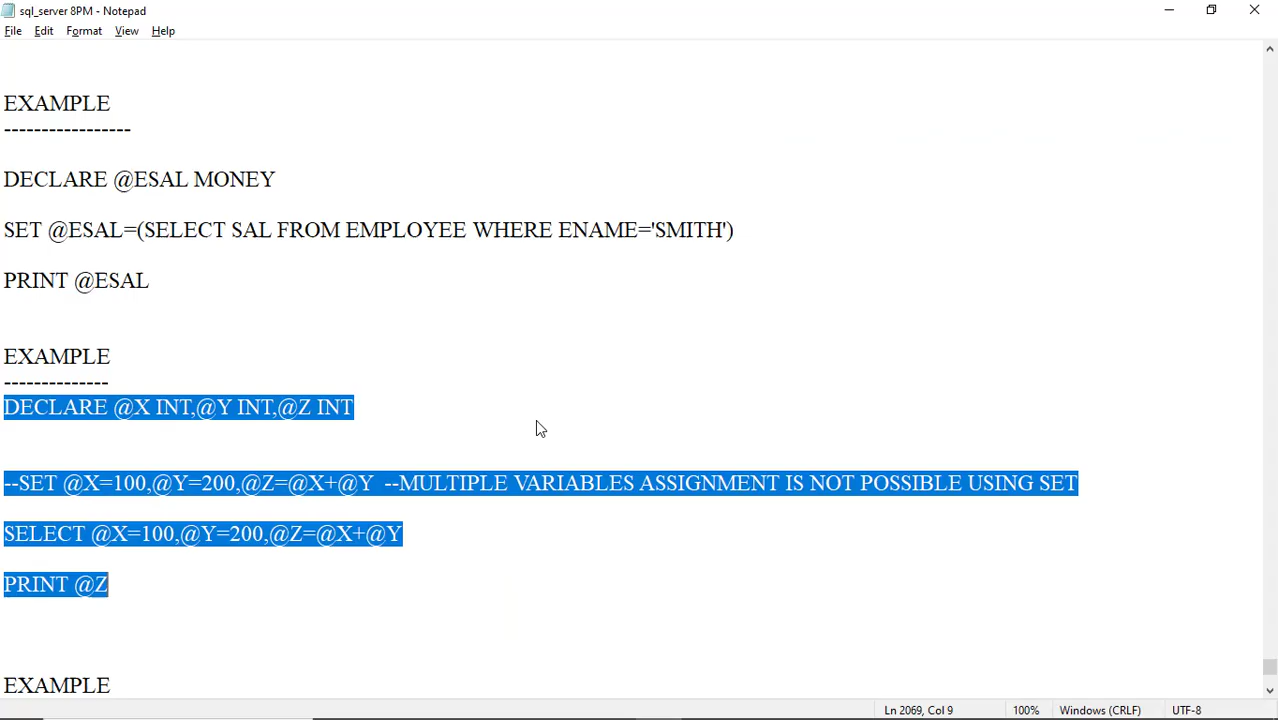 sql_server 8PM - Notepad
File Edit Format View Help
EXAMPLE
-----------------
DECLARE @ESAL MONEY
SET @ESAL=(SELECT SAL FROM EMPLOYEE WHERE ENAME='SMITH')
PRINT @ESAL
EXAMPLE
--------------
DECLARE @X INT,@Y INT,@Z INT
--SET @X=100,@Y=200,@Z=@X+@Y  --MULTIPLE VARIABLES ASSIGNMENT IS NOT POSSIBLE USING SET
SELECT @X=100,@Y=200,@Z=@X+@Y
PRINT @Z
EXAMPLE
Ln 2069, Col 9 100% Windows (CRLF) UTF-8